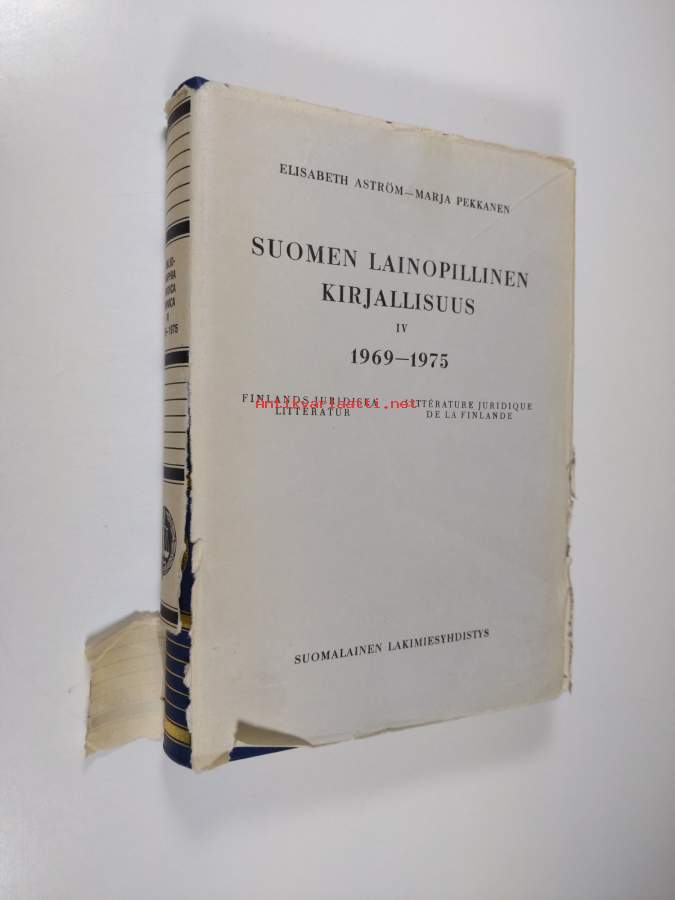 ELISABETH ASTRÖM—MARJA PEKKANEN
SUOMEN LAINOPILLINEN
KIRJALLISUUS
IV
1969—1975
FINLANDS JURIDISKA
LITTERATUR
LITTÉRATURE JURIDIQUE
DE LA FINLANDE
Antikvariaatti.net
SUOMALAINEN LAKIMIESYHDISTYS
1975